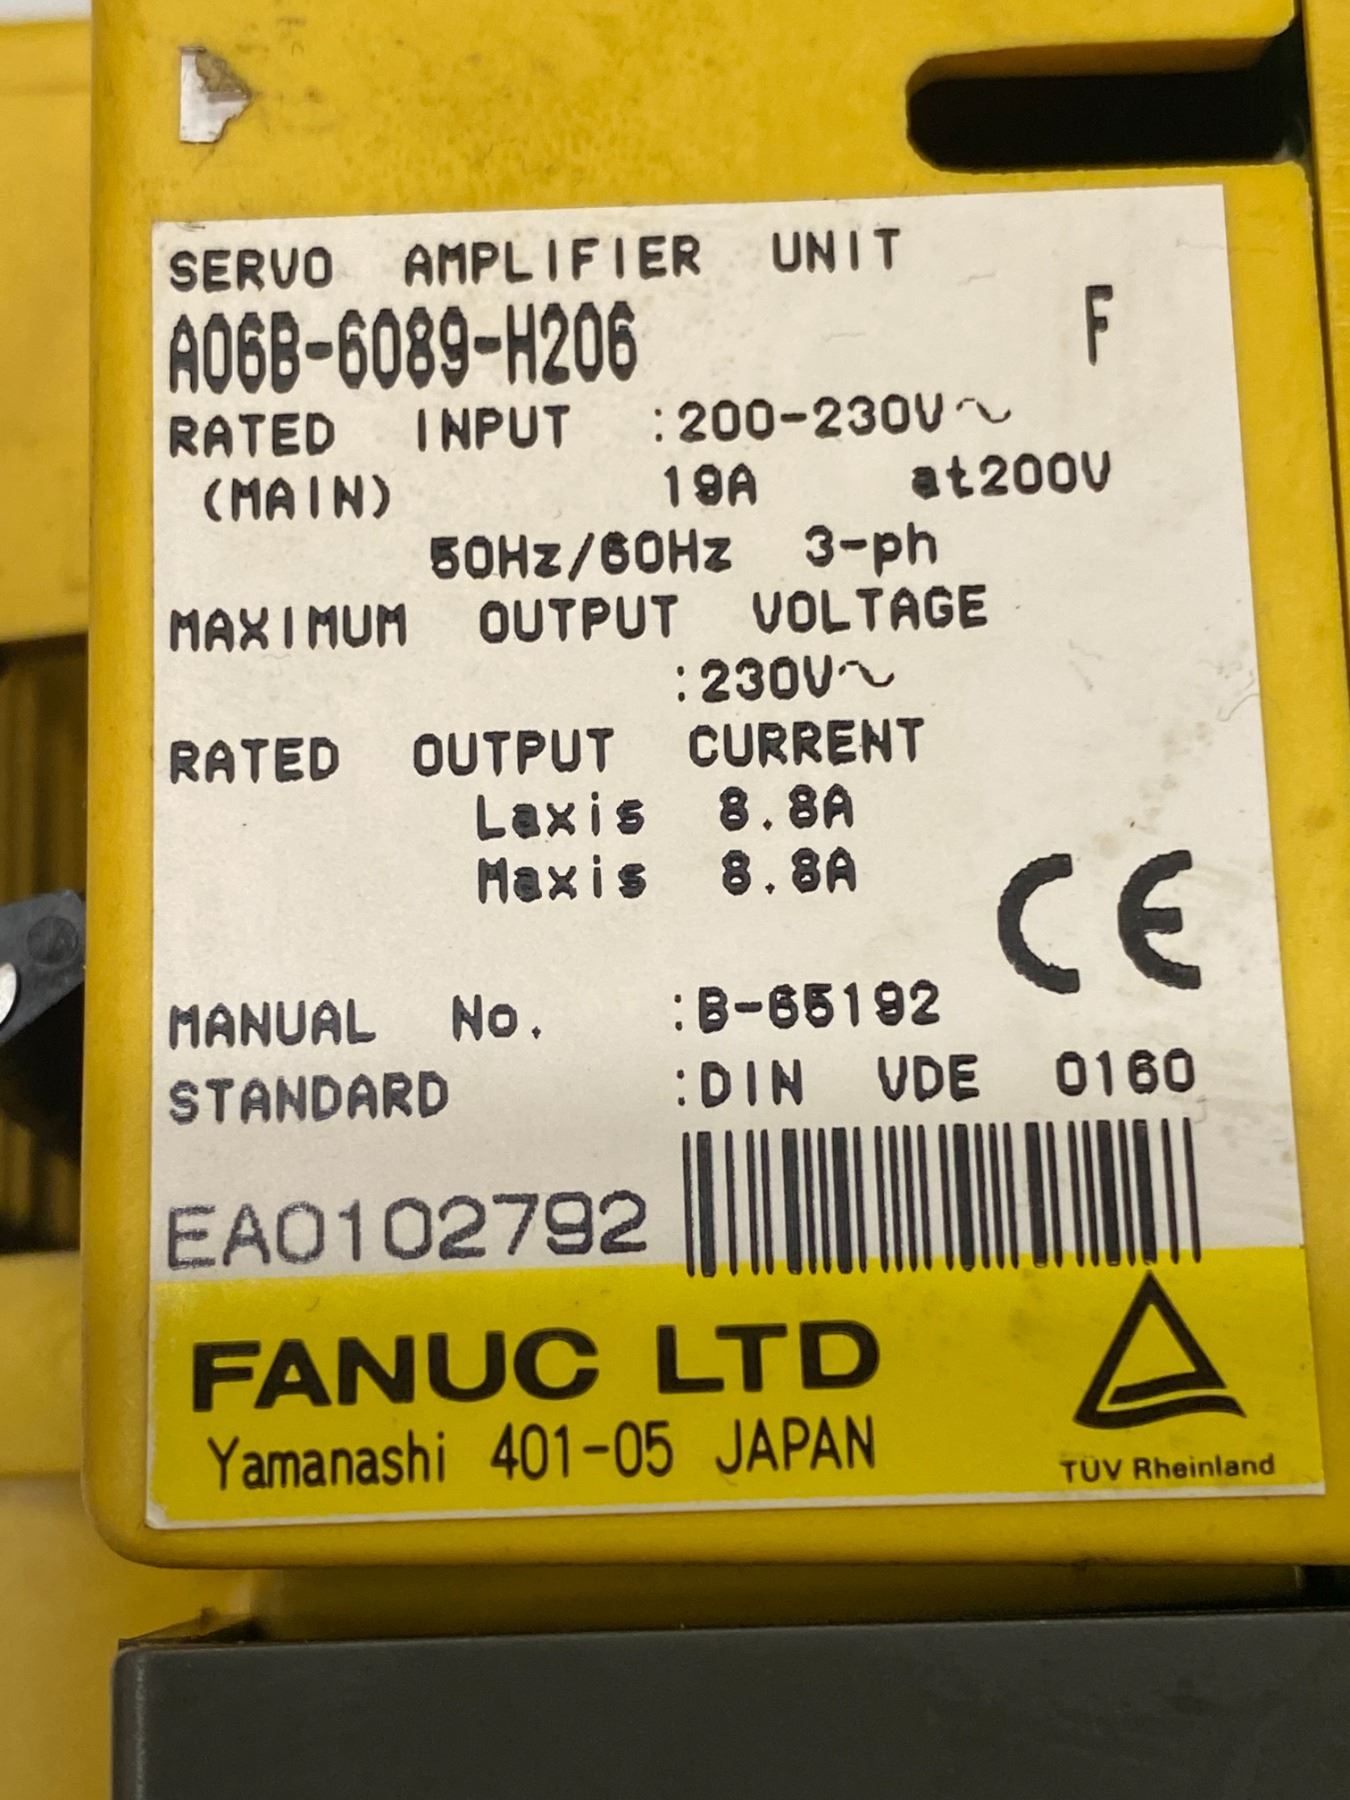 SERVO AMPLIFIER UNIT
A06B-6089-H206 F
RATED INPUT :200-230V~
(MAIN) 19A at200V
50Hz/60Hz 3-ph
MAXIMUM OUTPUT VOLTAGE
:230V~
RATED OUTPUT CURRENT
Laxis 8.8A
Maxis 8.8A
CE
MANUAL No. :B-65192
STANDARD :DIN VDE 0160
EA0102792
FANUC LTD
Yamanashi 401-05 JAPAN
TÜV Rheinland